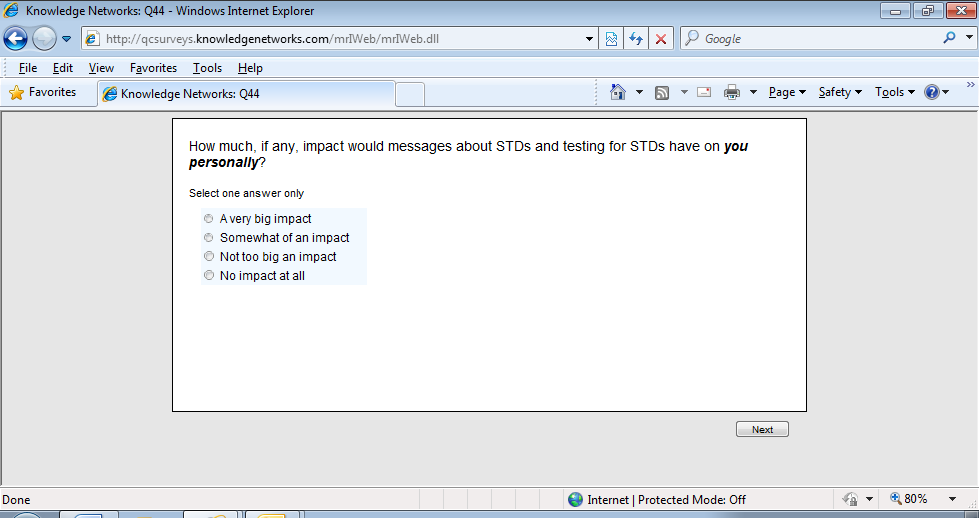 Knowledge Networks: Q44 - Windows Internet Explorer
http://qcsurveys.knowledgenetworks.com/mrIWeb/mrIWeb.dll
Google
File Edit View Favorites Tools Help
Favorites
Knowledge Networks: Q44
Page Safety Tools
»
How much, if any, impact would messages about STDs and testing for STDs have on you
personally?
Select one answer only
A very big impact
Somewhat of an impact
Not too big an impact
No impact at all
Next
Done
Internet | Protected Mode: Off
80%